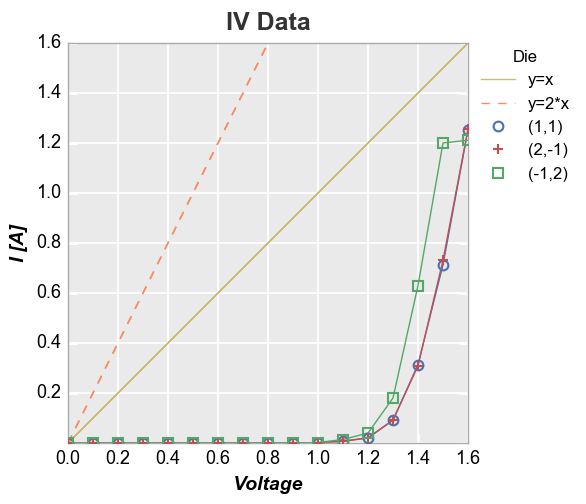 IV Data
1.6
1.4
1.2
1.0
0.8
0.6
0.4
0.2
I [A]
0.0 0.2 0.4 0.6 0.8 1.0 1.2 1.4 1.6
Voltage
Die
y=x
y=2*x
(1,1)
(2,-1)
(-1,2)